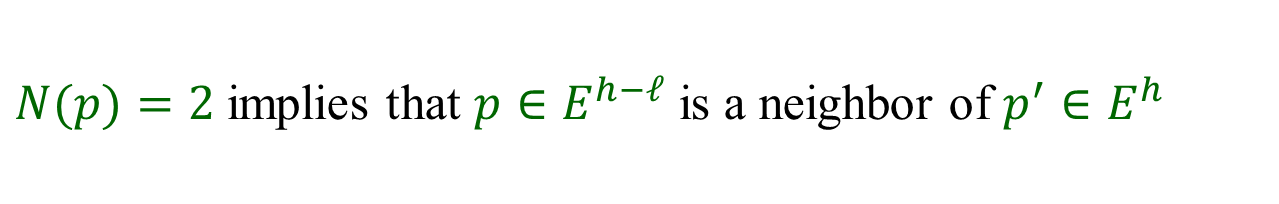 N(p) = 2 implies that p ∈ E^{h−ℓ} is a neighbor of p′ ∈ E^h